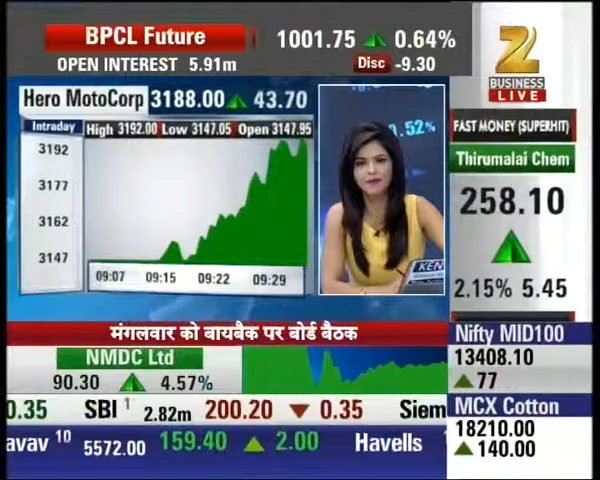 BPCL Future
1001.75 0.64%
OPEN INTEREST 5.91m
Disc -9.30
Z
BUSINESS
LIVE
Hero MotoCorp 3188.00 43.70
Intraday High 3192.00 Low 3147.05 Open 3147.95
3192
3177
3162
3147
09:07 09:15 09:22 09:29
1.52%
KEN
FAST MONEY (SUPERHIT)
Thirumalai Chem
258.10
2.15% 5.45
मंगलवार को बायबैक पर बोर्ड बैठक
NMDC Ltd
90.30 4.57%
Nifty MID100
13408.10
77
0.35 SBI 1 2.82m 200.20 0.35 Siem
MCX Cotton
18210.00
140.00
avav 10 5572.00 159.40 2.00 Havells